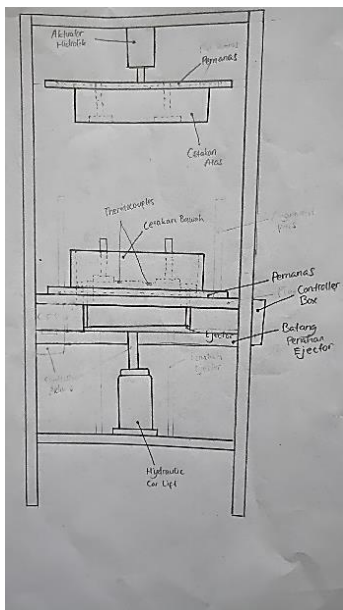 Aktuator
Hidrolik
Pemanas
Cetakan
Atas
Thermocouples
Cetakan Bawah
Pemanas
Controller
Box
Ejector
Batang
Penahan
Ejector
Hydraulic
Car Lift